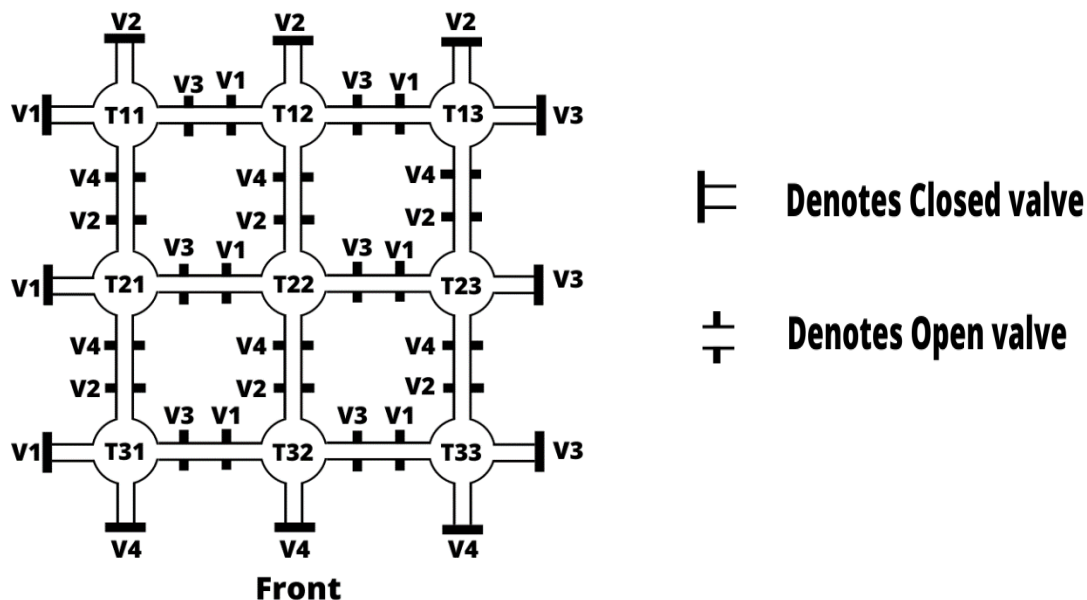 V2 V2 V2
V3 V1 V3 V1
V1 T11 T12 T13 V3
V4 V4 V4
V2 V2 V2
V3 V1 V3 V1
V1 T21 T22 T23 V3
V4 V4 V4
V2 V2 V2
V3 V1 V3 V1
V1 T31 T32 T33 V3
V4 V4 V4
Front
Denotes Closed valve
Denotes Open valve